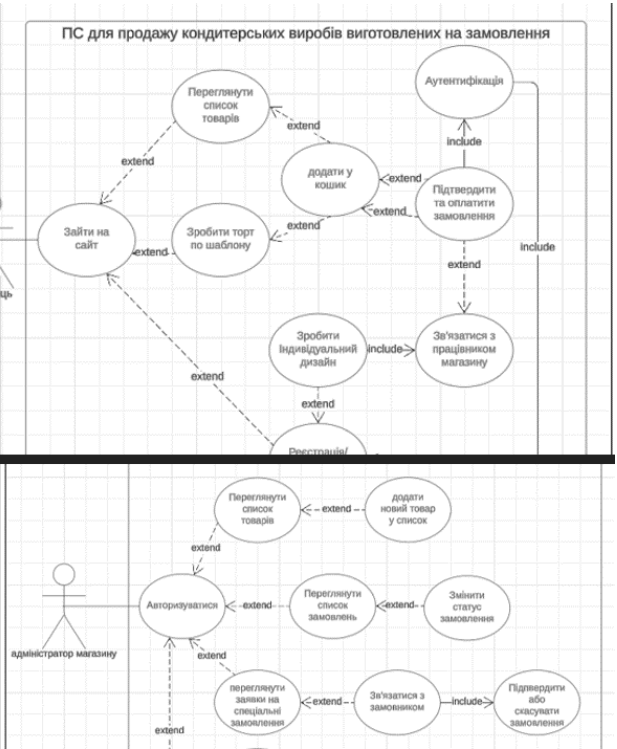 ПС для продажу кондитерських виробів виготовлених на замовлення
Переглянути
список
товарів
Аутентифікація
extend
include
extend
додати у
кошик
extend
Підтвердити
та оплатити
замовлення
extend
Зайти на
сайт
extend
Зробити торт
по шаблону
extend
include
extend
ць
Зробити
Індивідуальний
дизайн
include
Зв'язатися з
працівником
магазину
extend
extend
Реєстрація/
Переглянути
список
товарів
extend
додати
новий товар
у список
extend
Авторизуватися
extend
Переглянути
список
замовлень
extend
Змінити
статус
замовлення
адміністратор магазину
extend
переглянути
заявки на
спеціальні
замовлення
extend
Зв'язатися з
замовником
include
Підпвердити
або
скасувати
замовлення
extend